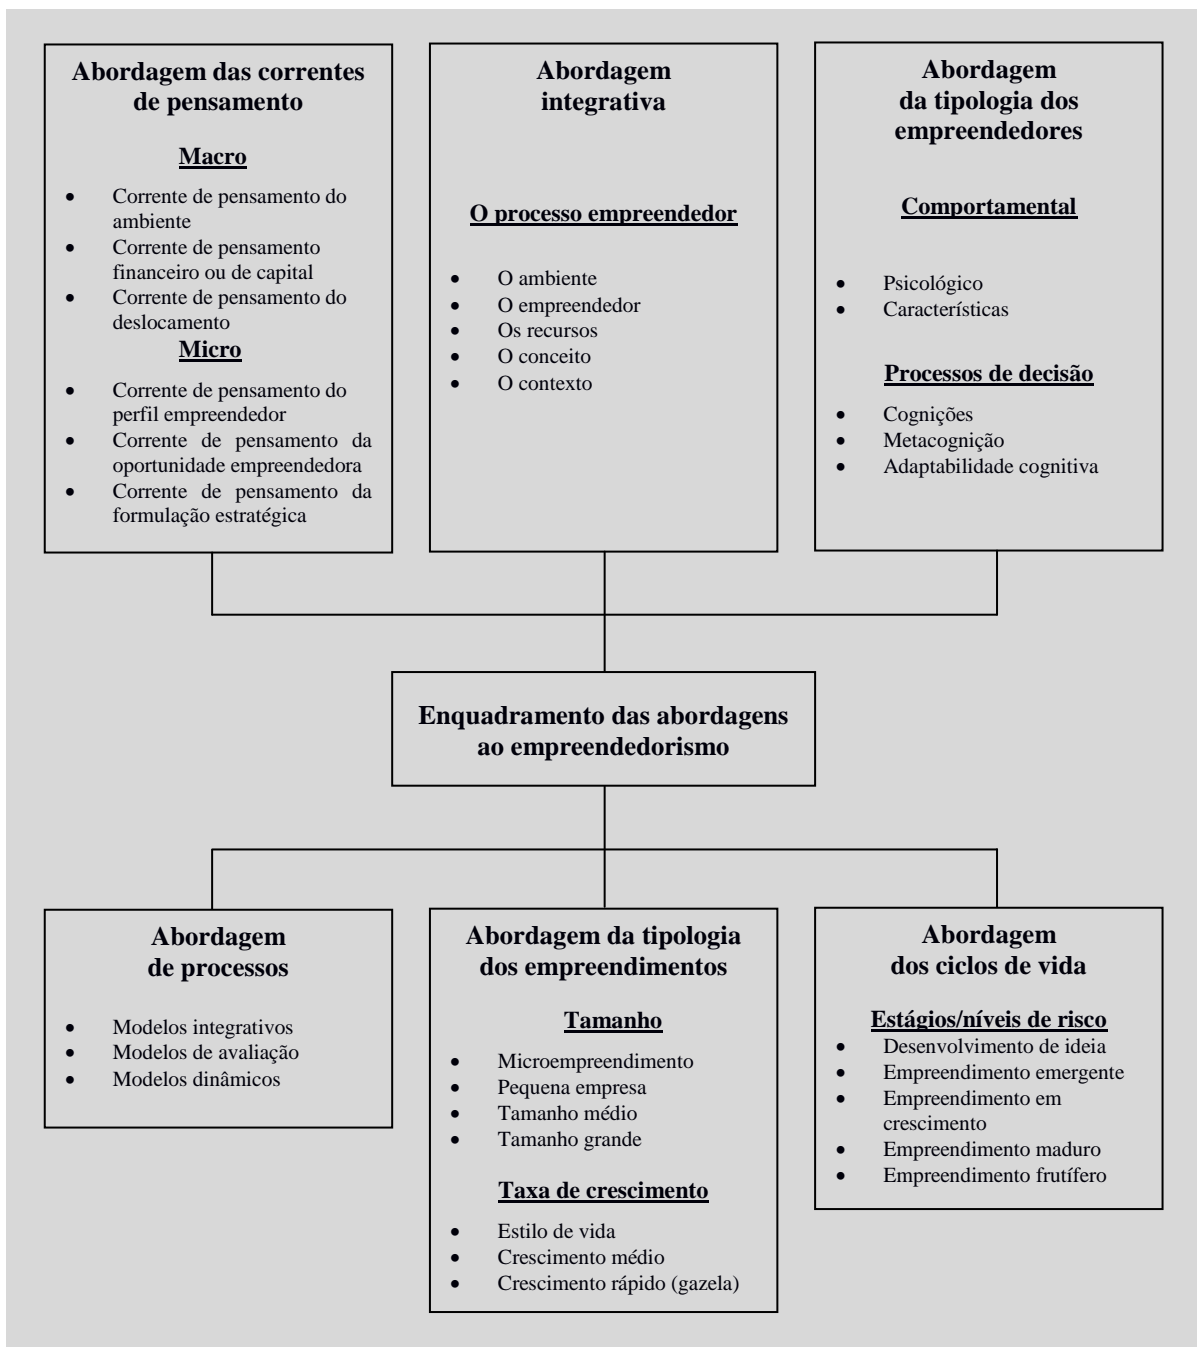 Abordagem das correntes
de pensamento
Macro
• Corrente de pensamento do
ambiente
• Corrente de pensamento
financeiro ou de capital
• Corrente de pensamento do
deslocamento
Micro
• Corrente de pensamento do
perfil empreendedor
• Corrente de pensamento da
oportunidade empreendedora
• Corrente de pensamento da
formulação estratégica
Abordagem
integrativa
O processo empreendedor
• O ambiente
• O empreendedor
• Os recursos
• O conceito
• O contexto
Abordagem
da tipologia dos
empreendedores
Comportamental
• Psicológico
• Características
Processos de decisão
• Cognições
• Metacognição
• Adaptabilidade cognitiva
Enquadramento das abordagens
ao empreendedorismo
Abordagem
de processos
• Modelos integrativos
• Modelos de avaliação
• Modelos dinâmicos
Abordagem da tipologia
dos empreendimentos
Tamanho
• Microempreendimento
• Pequena empresa
• Tamanho médio
• Tamanho grande
Taxa de crescimento
• Estilo de vida
• Crescimento médio
• Crescimento rápido (gazela)
Abordagem
dos ciclos de vida
Estágios/níveis de risco
• Desenvolvimento de ideia
• Empreendimento emergente
• Empreendimento em
crescimento
• Empreendimento maduro
• Empreendimento frutífero